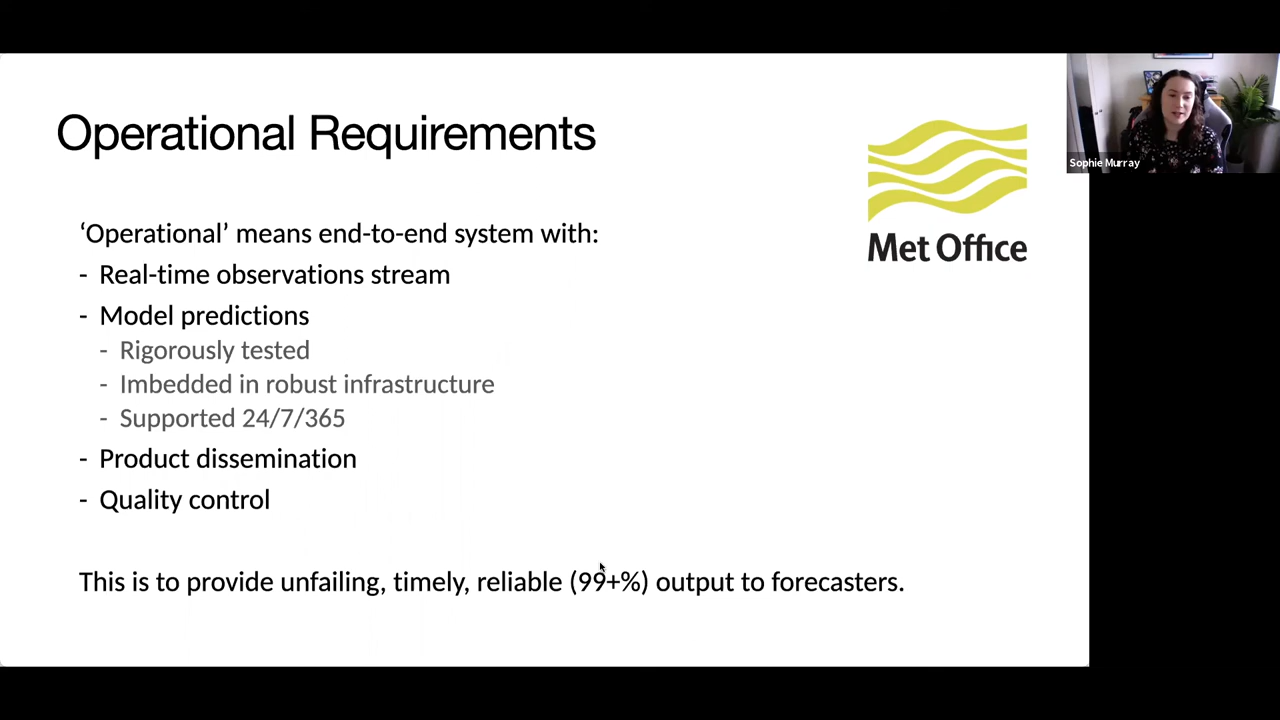 Operational Requirements
Met Office
Sophie Murray
‘Operational’ means end-to-end system with:
- Real-time observations stream
- Model predictions
- Rigorously tested
- Imbedded in robust infrastructure
- Supported 24/7/365
- Product dissemination
- Quality control
This is to provide unfailing, timely, reliable (99+%) output to forecasters.